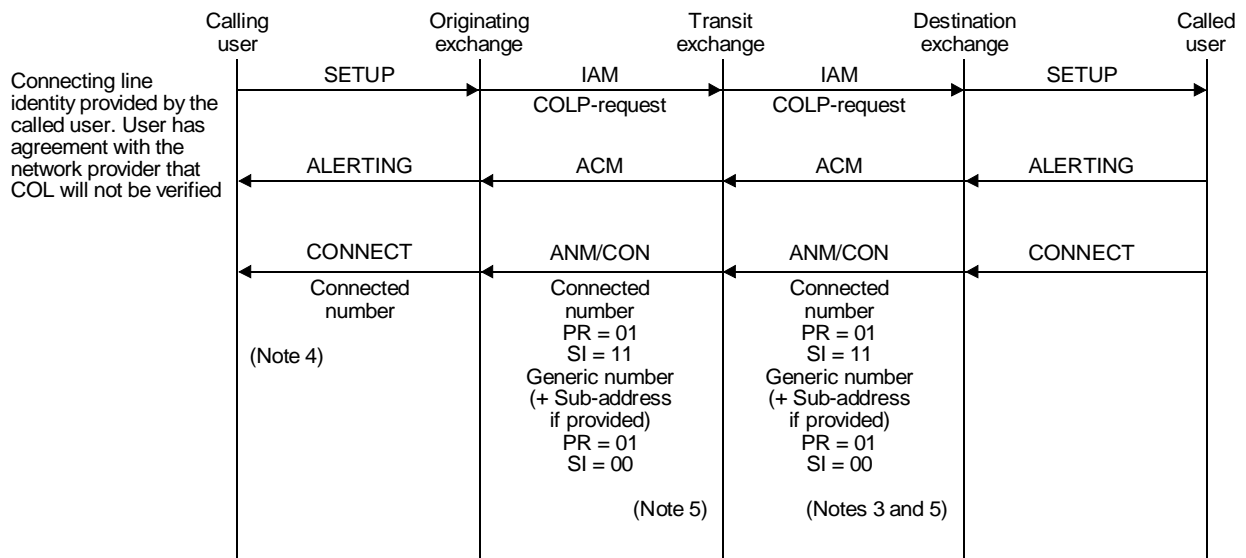 Calling
user
Originating
exchange
Transit
exchange
Destination
exchange
Called
user
Connecting line
identity provided by the
called user. User has
agreement with the
network provider that
COL will not be verified
SETUP
IAM
COLP-request
IAM
COLP-request
SETUP
ALERTING
ACM
ACM
ALERTING
CONNECT
Connected
number
(Note 4)
ANM/CON
Connected
number
PR = 01
SI = 11
Generic number
(+ Sub-address
if provided)
PR = 01
SI = 00
(Note 5)
ANM/CON
Connected
number
PR = 01
SI = 11
Generic number
(+ Sub-address
if provided)
PR = 01
SI = 00
(Notes 3 and 5)
CONNECT